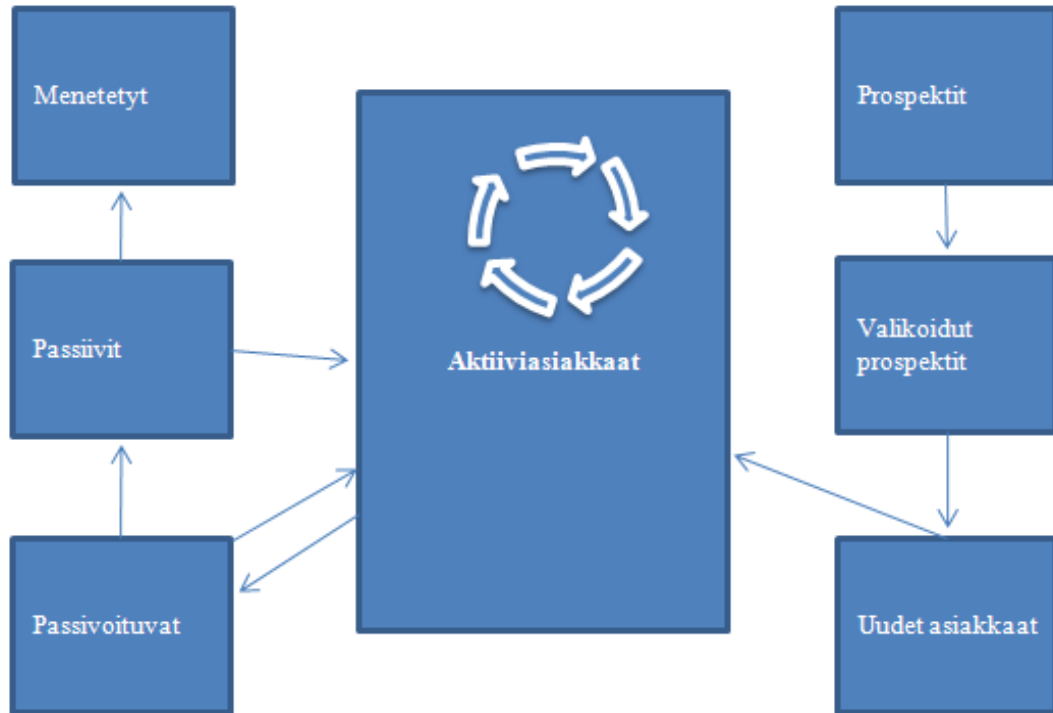 Menetetyt
Prospektit
Passiivit
Aktiiviasiakkaat
Valikoidut
prospektit
Passivoituvat
Uudet asiakkaat